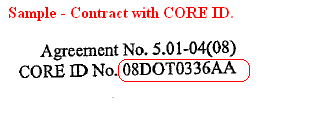 Sample - Contract with CORE ID.
Agreement No. 5.01-04(08)
CORE ID No. 08DOT0336AA